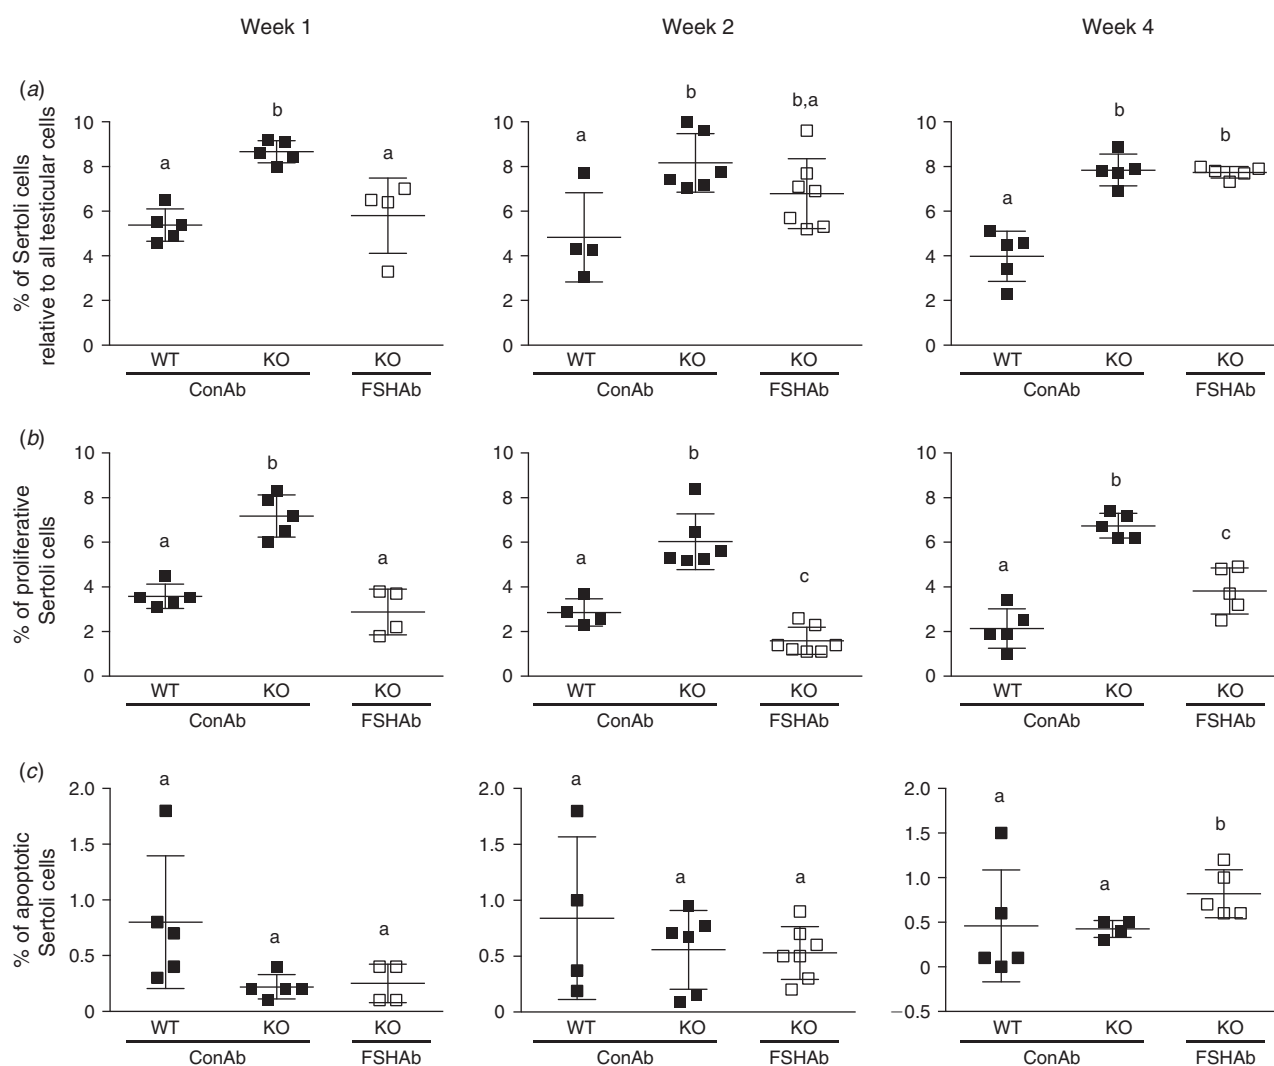 Week 1 Week 2 Week 4
(a)
% of Sertoli cells
relative to all testicular cells
a b a
10
8
6
4
2
0
WT KO KO
ConAb FSHAb
a b b,a
10
8
6
4
2
0
WT KO KO
ConAb FSHAb
a b b
10
8
6
4
2
0
WT KO KO
ConAb FSHAb
(b)
% of proliferative
Sertoli cells
a b a
10
8
6
4
2
0
WT KO KO
ConAb FSHAb
a b c
10
8
6
4
2
0
WT KO KO
ConAb FSHAb
a b c
10
8
6
4
2
0
WT KO KO
ConAb FSHAb
(c)
% of apoptotic
Sertoli cells
a a a
2.0
1.5
1.0
0.5
0
WT KO KO
ConAb FSHAb
a a a
2.0
1.5
1.0
0.5
0
WT KO KO
ConAb FSHAb
a a b
2.0
1.5
1.0
0.5
0
−0.5
WT KO KO
ConAb FSHAb